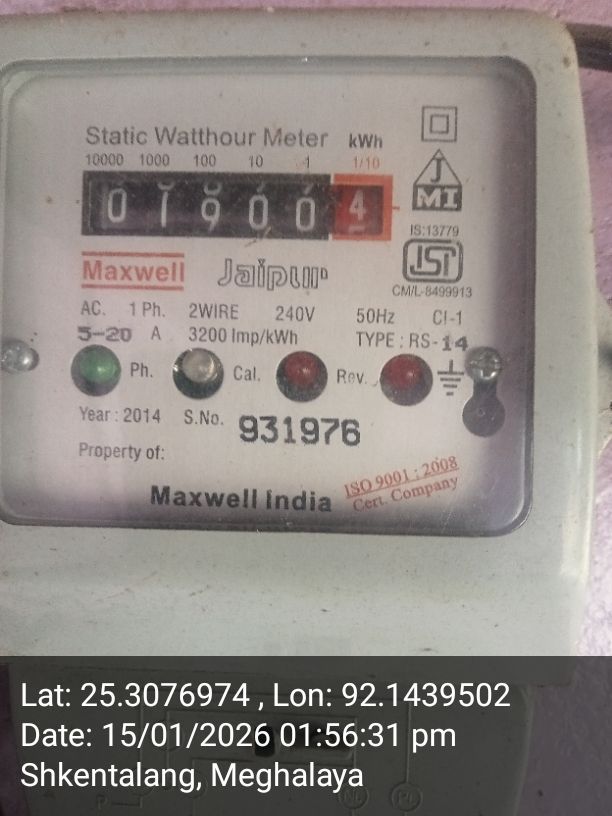 Static Watthour Meter kWh
10000 1000 100 10 1 1/10
0 1 9 0 0 4
J
MI
IS:13779
ISI
CM/L-8499913
Maxwell Jaipur
AC. 1 Ph. 2WIRE 240V 50Hz Cl-1
5-20 A 3200 Imp/kWh TYPE : RS-14
Ph. Cal. Rev.
Year : 2014 S.No. 931976
Property of:
Maxwell India
ISO 9001 : 2008
Cert. Company
Lat: 25.3076974 , Lon: 92.1439502
Date: 15/01/2026 01:56:31 pm
Shkentalang, Meghalaya